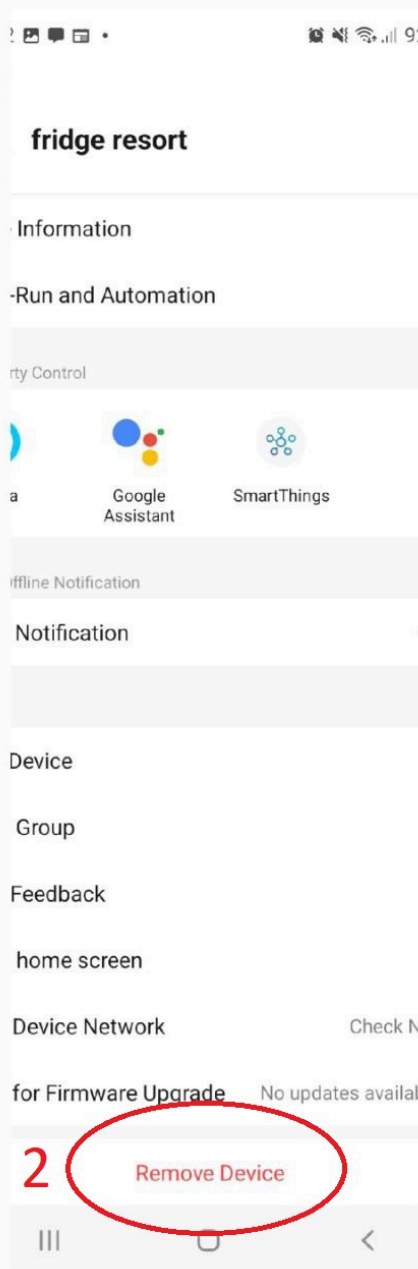 fridge resort
Information
-Run and Automation
rty Control
a
Google
Assistant
SmartThings
ffline Notification
Notification
Device
Group
Feedback
home screen
Device Network Check N
for Firmware Upgrade No updates availal
2 Remove Device